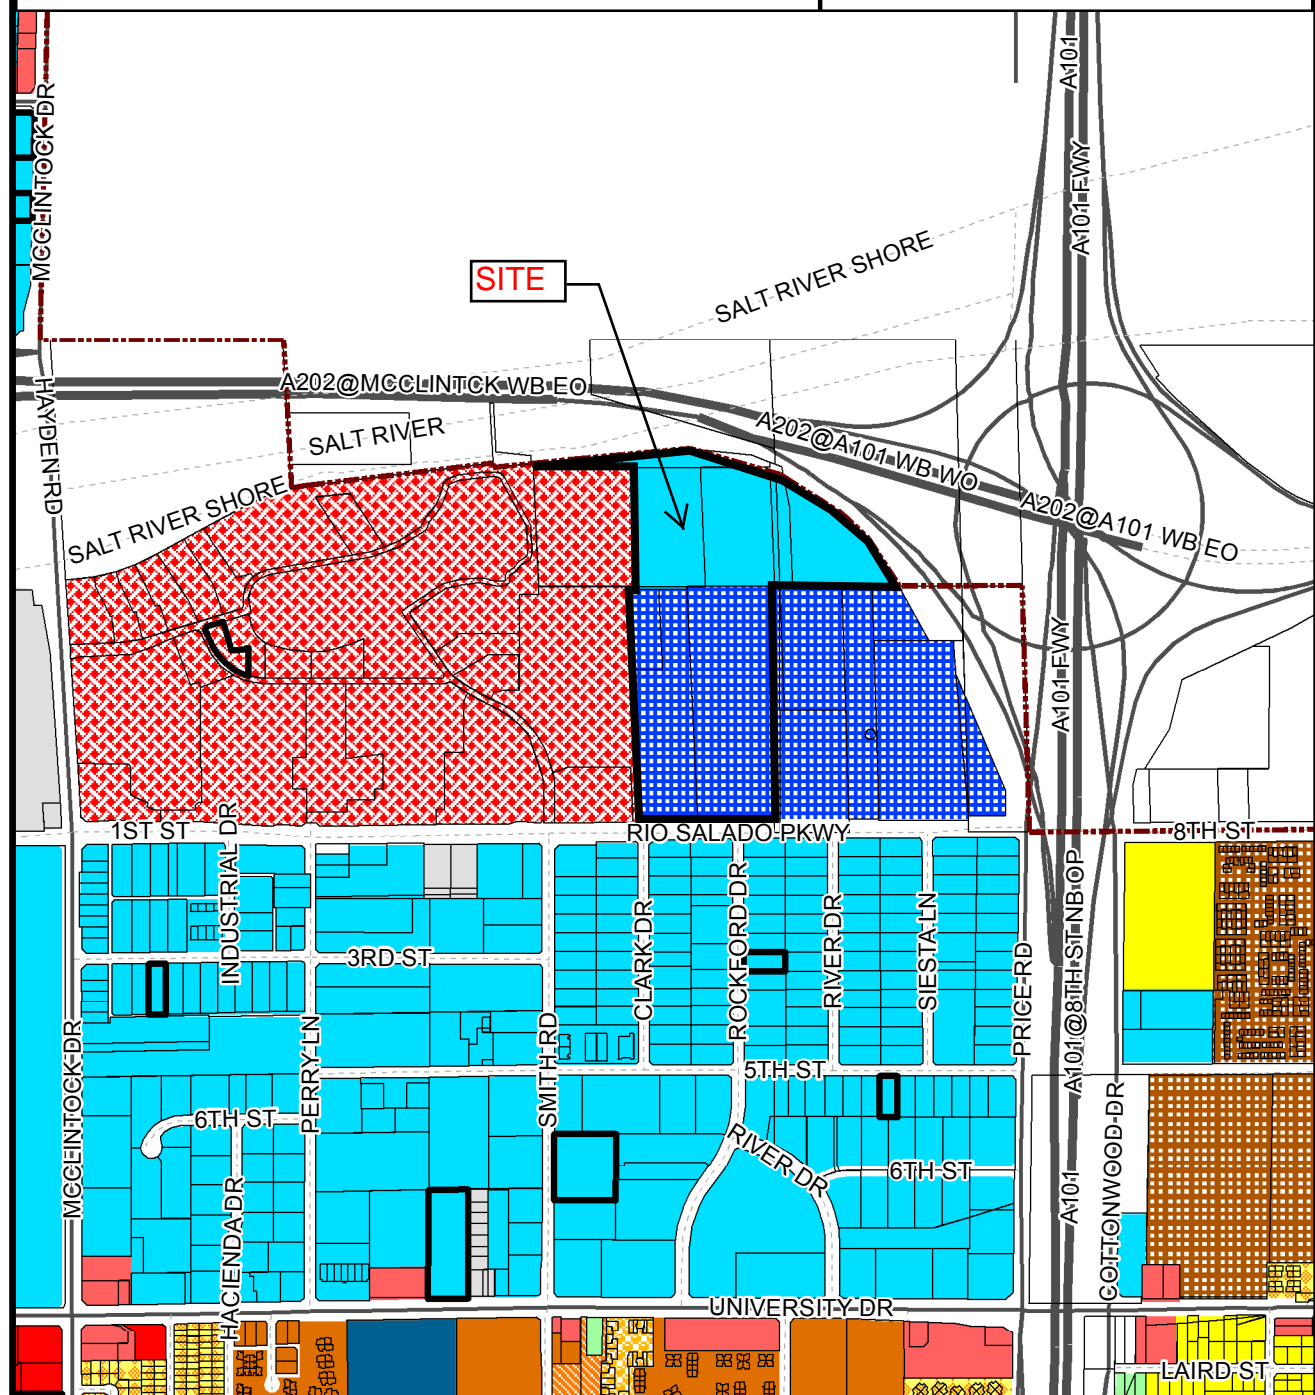 A101
MCCLINTOCK DR
A101 FWY
SALT RIVER SHORE
SITE
A202@MCCLINTCK WB EO
HAYDEN RD
SALT RIVER
A202@A101 WB WO
A202@A101 WB EO
SALT RIVER SHORE
A101 FWY
1ST ST
RIO SALADO PKWY
8TH ST
INDUSTRIAL DR
3RD ST
CLARK DR
ROCKFORD DR
RIVER DR
SIESTA LN
PRICE RD
A101@8TH ST NB OP
MCCLINTOCK DR
PERRY LN
SMITH RD
5TH ST
6TH ST
RIVER DR
6TH ST
HACIENDA DR
A101
COTTONWOOD DR
UNIVERSITY DR
LAIRD ST